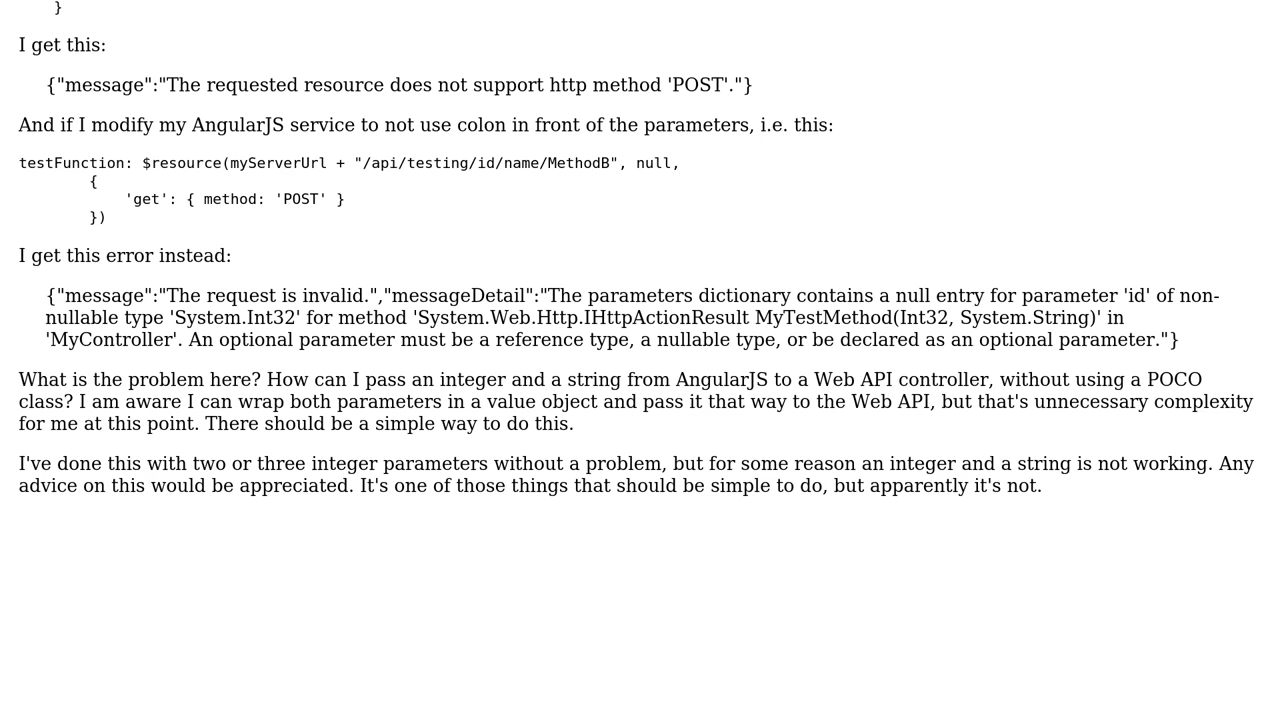 }
I get this:
{"message":"The requested resource does not support http method 'POST'."}
And if I modify my AngularJS service to not use colon in front of the parameters, i.e. this:
testFunction: $resource(myServerUrl + "/api/testing/id/name/MethodB", null,
        {
            'get': { method: 'POST' }
        })
I get this error instead:
{"message":"The request is invalid.","messageDetail":"The parameters dictionary contains a null entry for parameter 'id' of non-
nullable type 'System.Int32' for method 'System.Web.Http.IHttpActionResult MyTestMethod(Int32, System.String)' in
'MyController'. An optional parameter must be a reference type, a nullable type, or be declared as an optional parameter."}
What is the problem here? How can I pass an integer and a string from AngularJS to a Web API controller, without using a POCO
class? I am aware I can wrap both parameters in a value object and pass it that way to the Web API, but that's unnecessary complexity
for me at this point. There should be a simple way to do this.
I've done this with two or three integer parameters without a problem, but for some reason an integer and a string is not working. Any
advice on this would be appreciated. It's one of those things that should be simple to do, but apparently it's not.